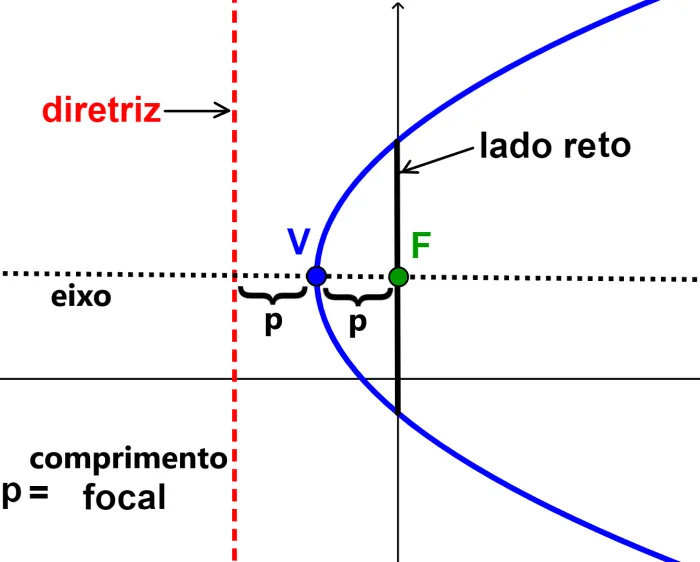 diretriz
lado reto
V
F
eixo
p
p
comprimento
p = focal